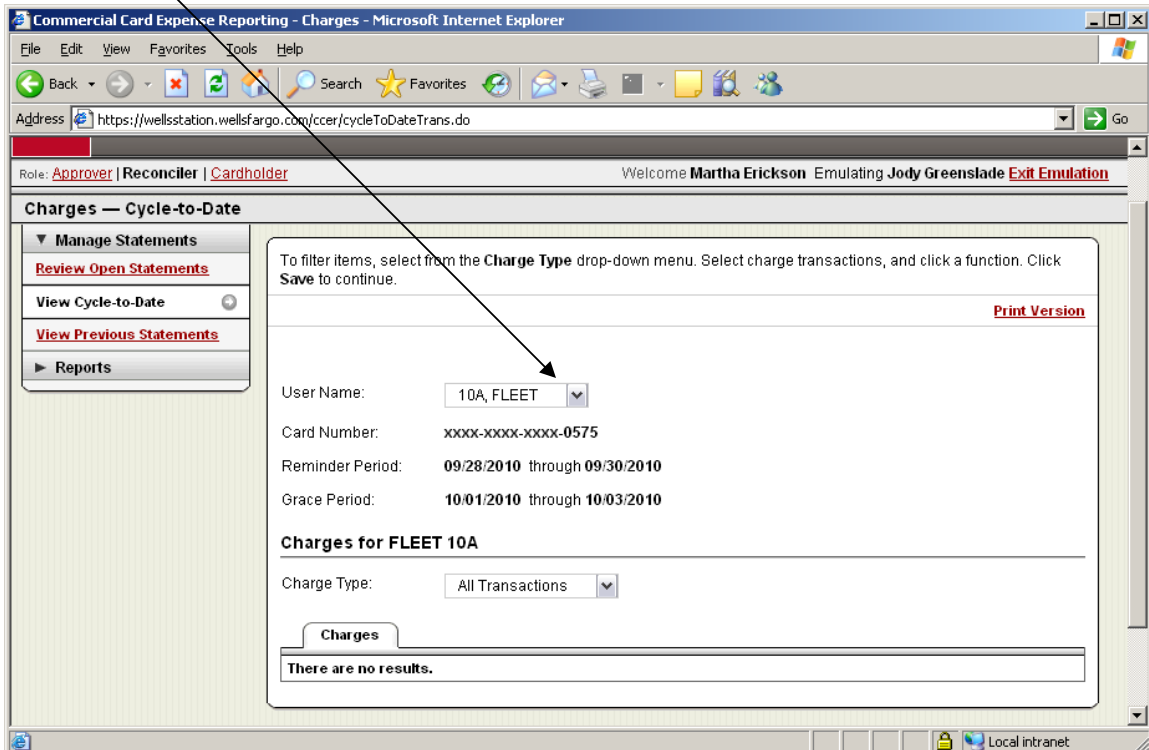 Commercial Card Expense Reporting - Charges - Microsoft Internet Explorer
File Edit View Favorites Tools Help
Back Search Favorites
Address https://wellsstation.wellsfargo.com/ccer/cycleToDateTrans.do Go
Role: Approver | Reconciler | Cardholder Welcome Martha Erickson Emulating Jody Greenslade Exit Emulation
Charges — Cycle-to-Date
Manage Statements
Review Open Statements
View Cycle-to-Date
View Previous Statements
Reports
To filter items, select from the Charge Type drop-down menu. Select charge transactions, and click a function. Click
Save to continue.
Print Version
User Name: 10A, FLEET
Card Number: xxxx-xxxx-xxxx-0575
Reminder Period: 09/28/2010 through 09/30/2010
Grace Period: 10/01/2010 through 10/03/2010
Charges for FLEET 10A
Charge Type: All Transactions
Charges
There are no results.
Local intranet